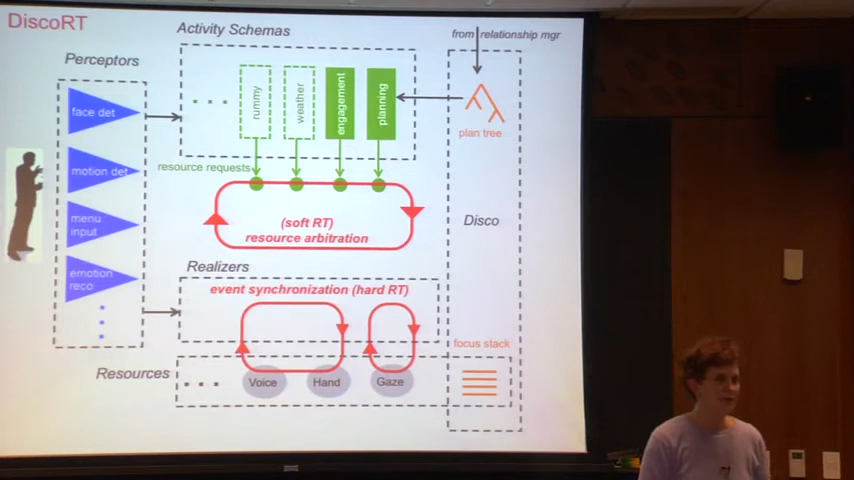 DiscoRT
Activity Schemas
from relationship mgr
Perceptors
face det
motion det
menu
input
emotion
reco
rummy
weather
engagement
planning
plan tree
resource requests
(soft RT)
resource arbitration
Disco
Realizers
event synchronization (hard RT)
focus stack
Resources
Voice
Hand
Gaze